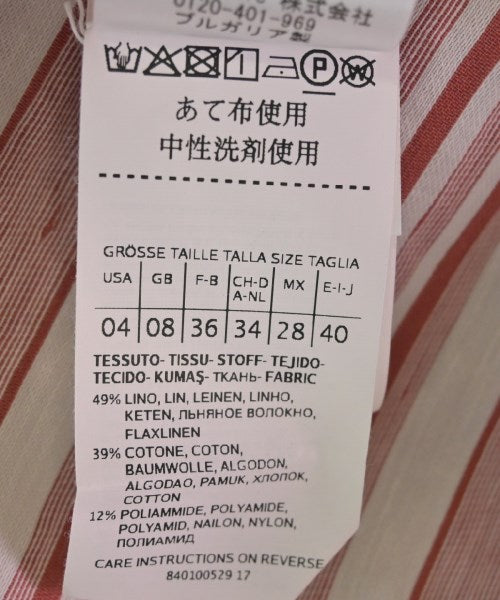 株式会社
0120-401-969
ブルガリア製
P
W
あて布使用
中性洗剤使用
GRÖSSE TAILLE TALLA SIZE TAGLIA
USA GB F-B CH-D A-NL MX E-I-J
04 08 36 34 28 40
TESSUTO- TISSU- STOFF- TEJIDO-
TECIDO- KUMAŞ- ТКАНЬ- FABRIC
49% LINO, LIN, LEINEN, LINHO,
KETEN, ЛЬНЯНОЕ ВОЛОКНО,
FLAXLINEN
39% COTONE, COTON,
BAUMWOLLE, ALGODON,
ALGODAO, PAMUK, ХЛОПОК,
COTTON
12% POLIAMMIDE, POLYAMIDE,
POLYAMID, NAILON, NYLON,
ПОЛИАМИД
CARE INSTRUCTIONS ON REVERSE
840100529 17